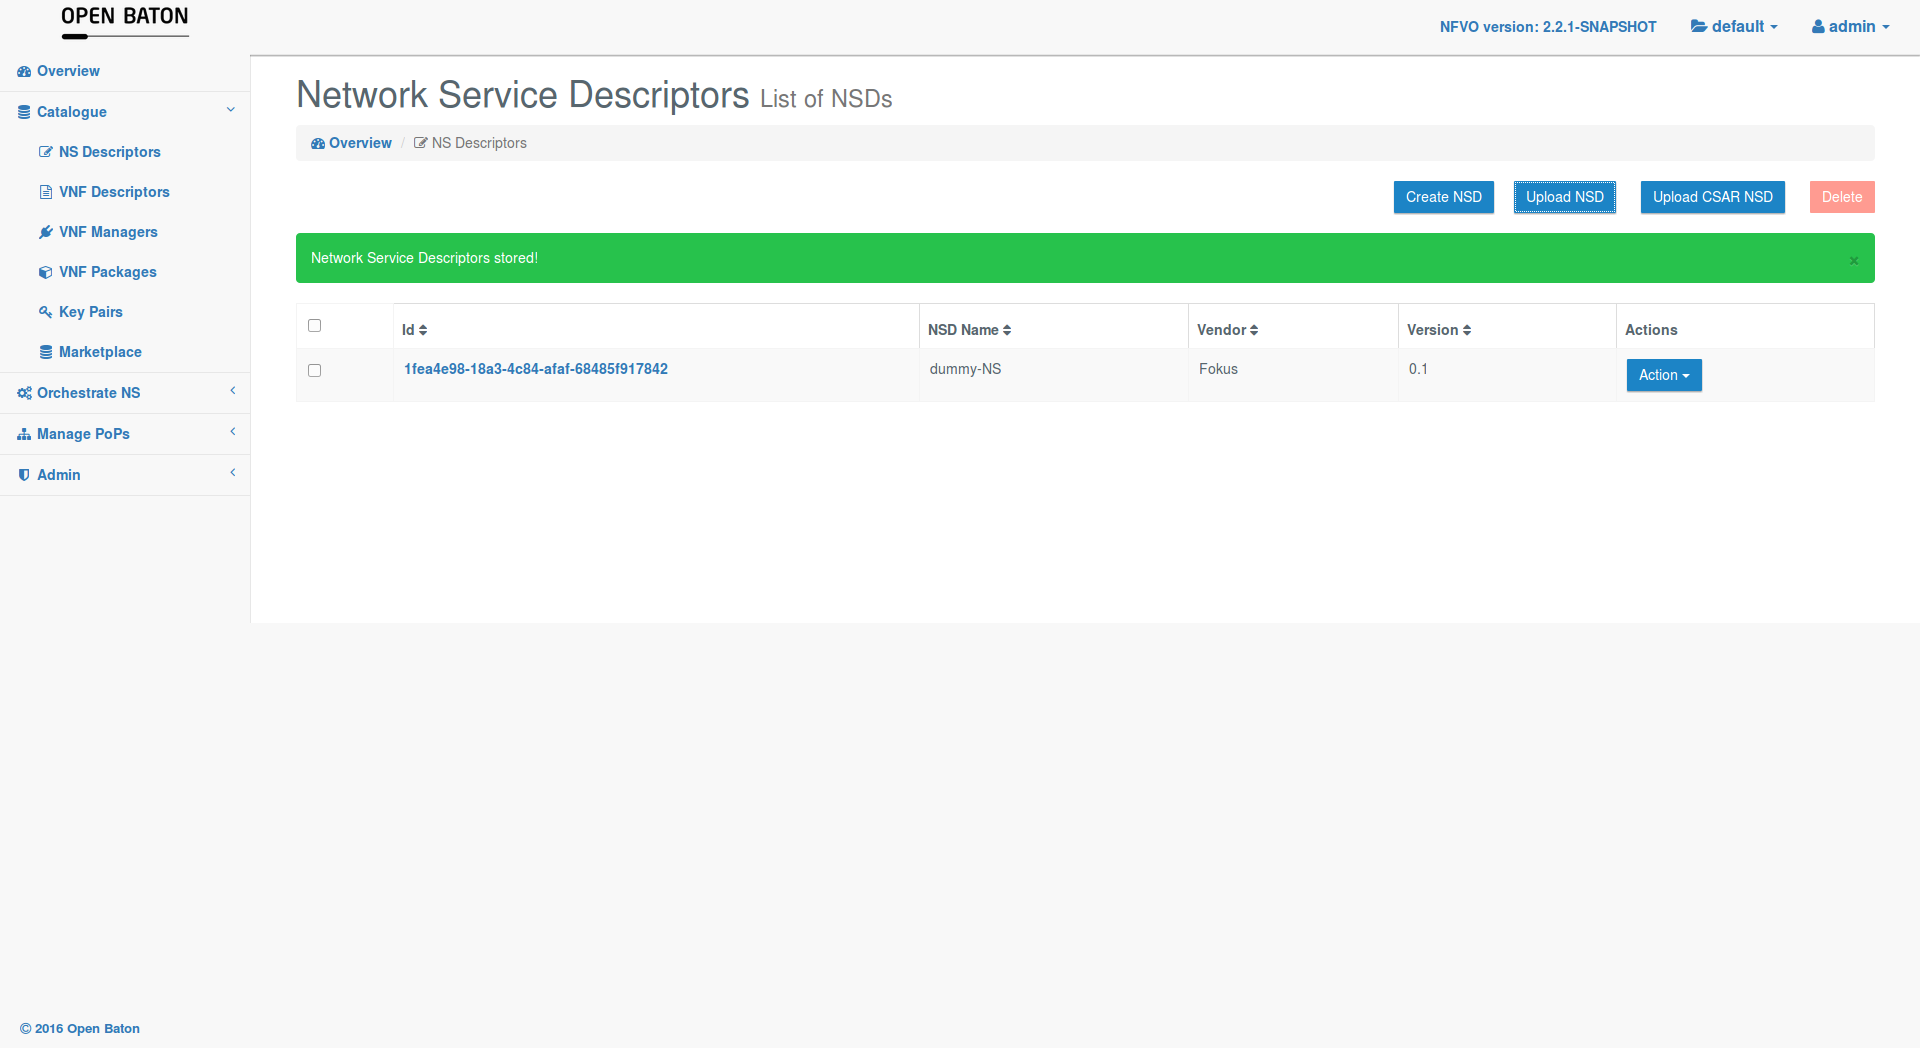 OPEN BATON
NFVO version: 2.2.1-SNAPSHOT default admin
Overview
Catalogue
NS Descriptors
VNF Descriptors
VNF Managers
VNF Packages
Key Pairs
Marketplace
Orchestrate NS
Manage PoPs
Admin
Network Service Descriptors List of NSDs
Overview / NS Descriptors
Create NSD Upload NSD Upload CSAR NSD Delete
Network Service Descriptors stored! ×
Id NSD Name Vendor Version Actions
1fea4e98-18a3-4c84-afaf-68485f917842 dummy-NS Fokus 0.1 Action
© 2016 Open Baton